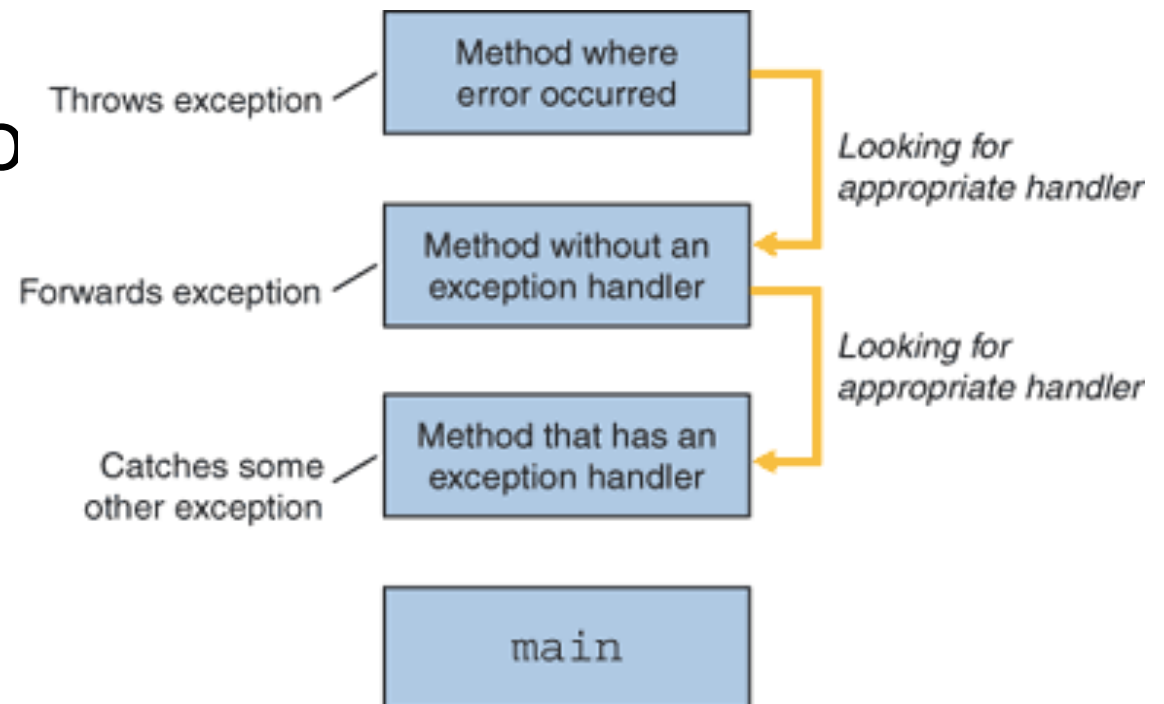 Method where
error occurred
Throws exception
Looking for
appropriate handler
Method without an
exception handler
Forwards exception
Looking for
appropriate handler
Method that has an
exception handler
Catches some
other exception
main